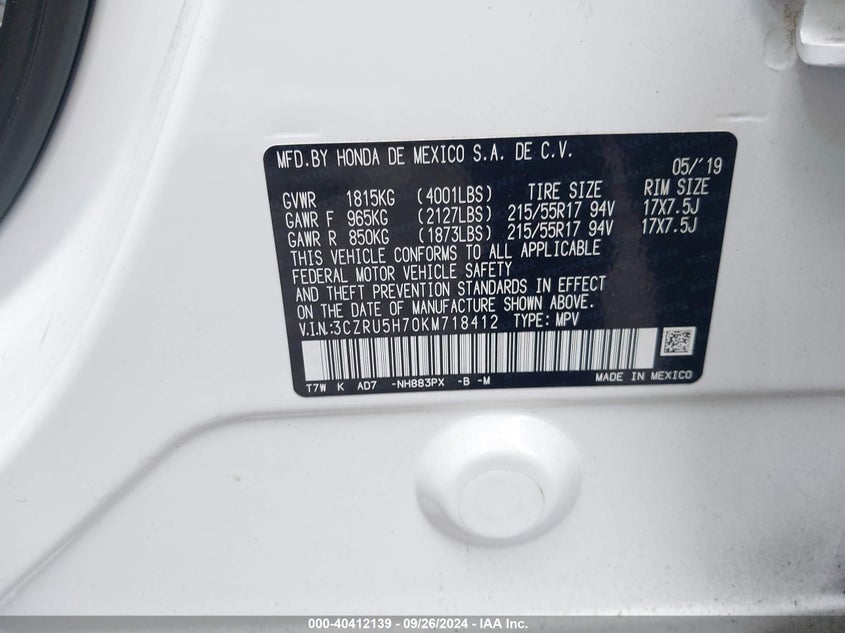 MFD.BY HONDA DE MEXICO S.A. DE C.V. 05/'19
GVWR 1815KG (4001LBS) TIRE SIZE RIM SIZE
GAWR F 965KG (2127LBS) 215/55R17 94V 17X7.5J
GAWR R 850KG (1873LBS) 215/55R17 94V 17X7.5J
THIS VEHICLE CONFORMS TO ALL APPLICABLE
FEDERAL MOTOR VEHICLE SAFETY
AND THEFT PREVENTION STANDARDS IN EFFECT
ON THE DATE OF MANUFACTURE SHOWN ABOVE.
V.I.N.:3CZRU5H70KM718412 TYPE: MPV
T7W K AD7 -NH883PX -B -M MADE IN MEXICO
000-40412139 - 09/26/2024 - IAA Inc.